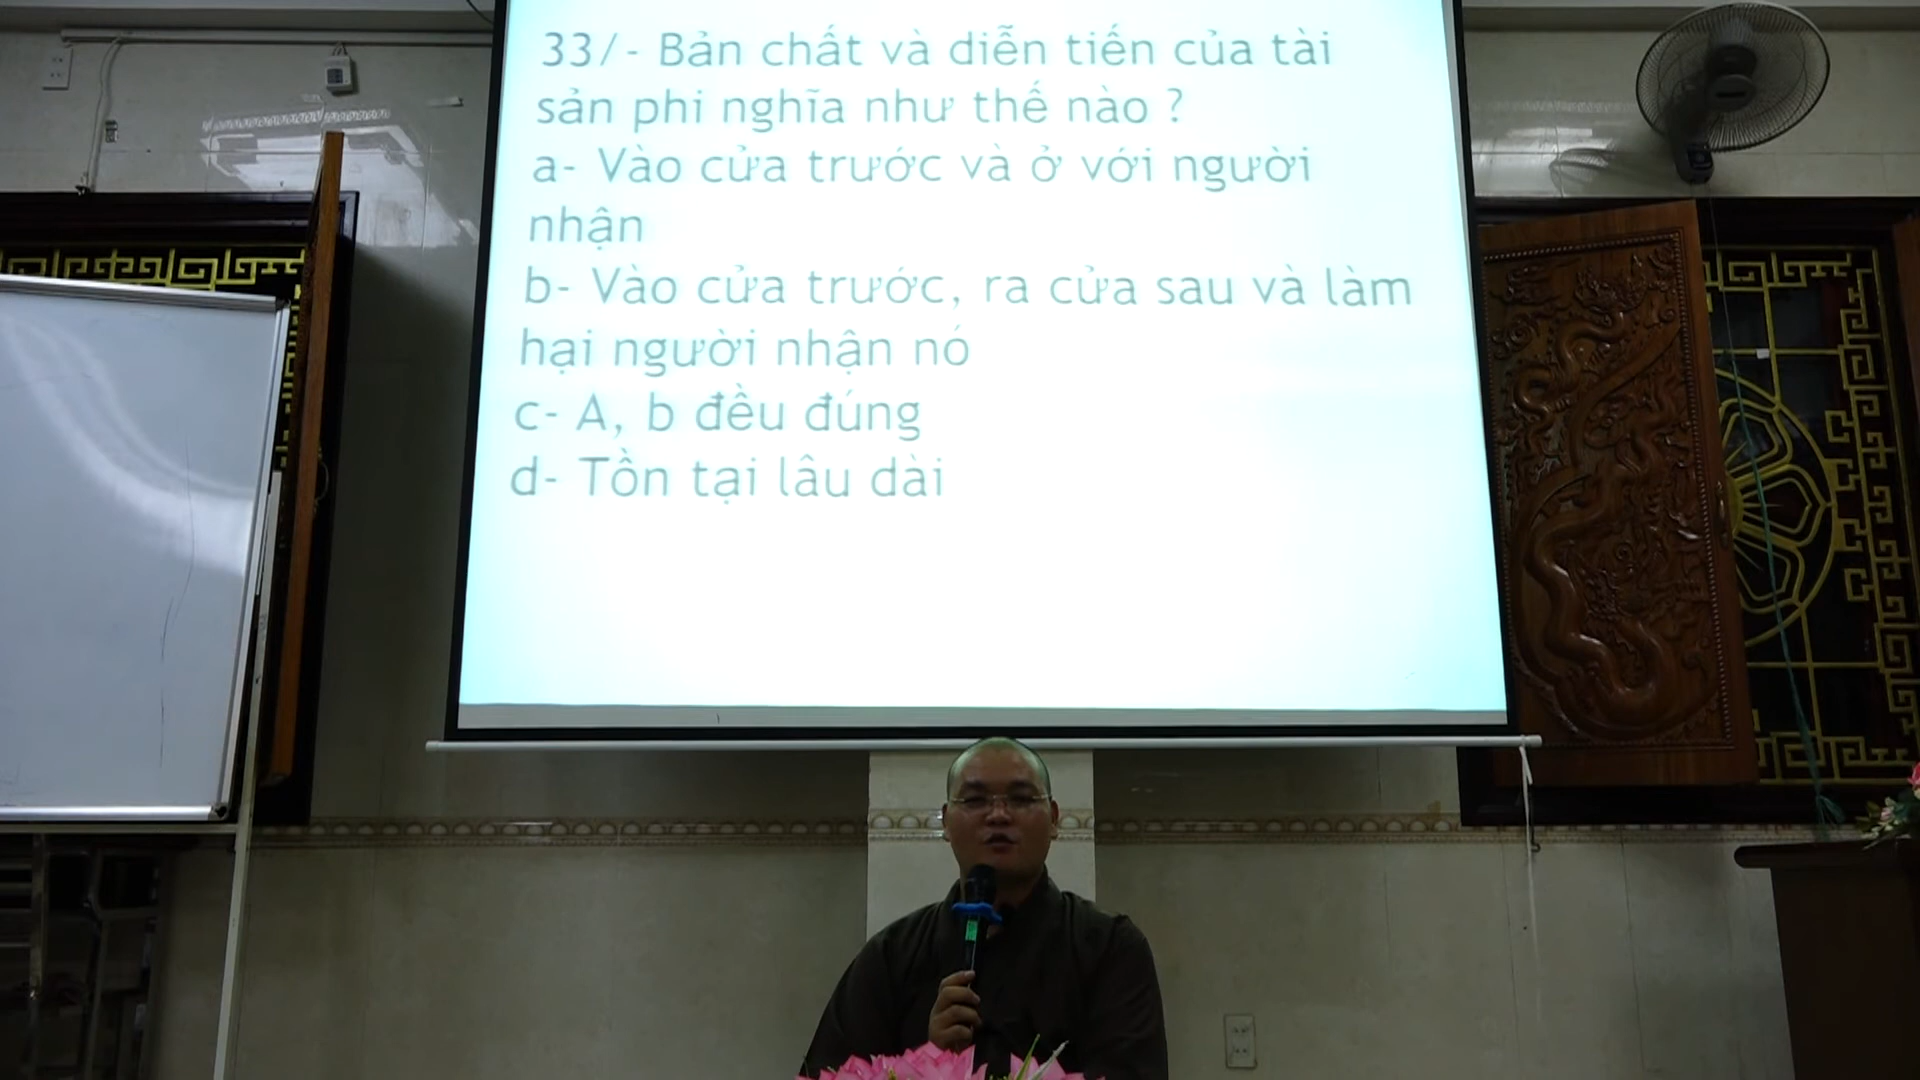 33/- Bản chất và diễn tiến của tài
sản phi nghĩa như thế nào ?
a- Vào cửa trước và ở với người
nhận
b- Vào cửa trước, ra cửa sau và làm
hại người nhận nó
c- A, b đều đúng
d- Tồn tại lâu dài